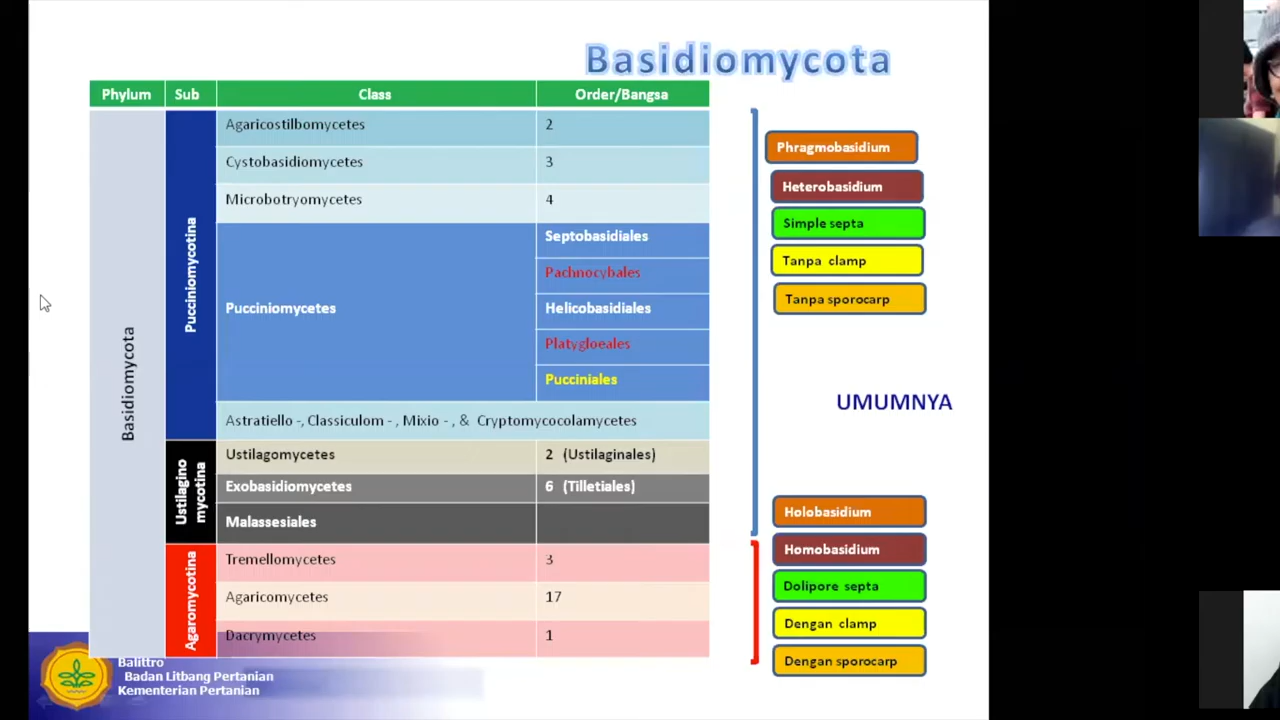 Basidiomycota
Phylum Sub Class Order/Bangsa
Basidiomycota
Pucciniomycotina
Agaricostilbomycetes 2
Cystobasidiomycetes 3
Microbotryomycetes 4
Pucciniomycetes
Septobasidiales
Pachnocybales
Helicobasidiales
Platygloeales
Pucciniales
Astratiello -, Classiculom - , Mixio - , & Cryptomycocolamycetes
Ustilagino
mycotina
Ustilagomycetes 2 (Ustilaginales)
Exobasidiomycetes 6 (Tilletiales)
Malassesiales
Agaromycotina
Tremellomycetes 3
Agaricomycetes 17
Dacrymycetes 1
Phragmobasidium
Heterobasidium
Simple septa
Tanpa clamp
Tanpa sporocarp
UMUMNYA
Holobasidium
Homobasidium
Dolipore septa
Dengan clamp
Dengan sporocarp
Balittro
Badan Litbang Pertanian
Kementerian Pertanian